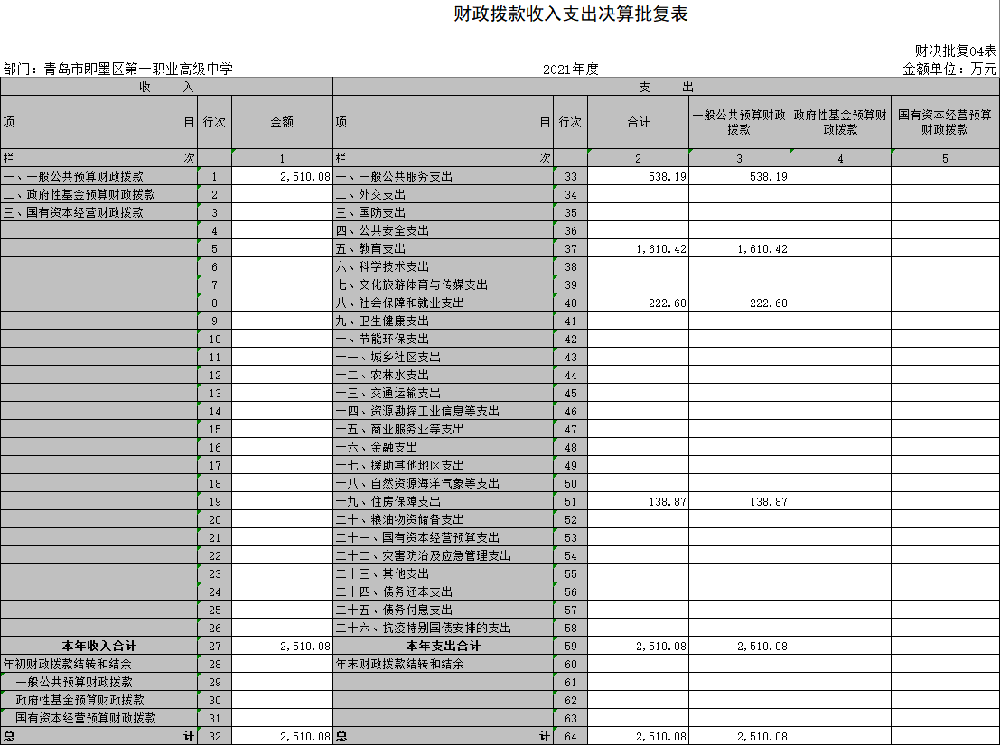 财政拨款收入支出决算批复表
财决批复04表
部门：青岛市即墨区第一职业高级中学 2021年度 金额单位：万元
收 入 支 出
项 目 行次 金额 项 目 行次 合计 一般公共预算财政拨款 政府性基金预算财政拨款 国有资本经营预算财政拨款
栏 次 1 栏 次 2 3 4 5
一、一般公共预算财政拨款 1 2,510.08 一、一般公共服务支出 33 538.19 538.19
二、政府性基金预算财政拨款 2 二、外交支出 34
三、国有资本经营财政拨款 3 三、国防支出 35
4 四、公共安全支出 36
5 五、教育支出 37 1,610.42 1,610.42
6 六、科学技术支出 38
7 七、文化旅游体育与传媒支出 39
8 八、社会保障和就业支出 40 222.60 222.60
9 九、卫生健康支出 41
10 十、节能环保支出 42
11 十一、城乡社区支出 43
12 十二、农林水支出 44
13 十三、交通运输支出 45
14 十四、资源勘探工业信息等支出 46
15 十五、商业服务业等支出 47
16 十六、金融支出 48
17 十七、援助其他地区支出 49
18 十八、自然资源海洋气象等支出 50
19 十九、住房保障支出 51 138.87 138.87
20 二十、粮油物资储备支出 52
21 二十一、国有资本经营预算支出 53
22 二十二、灾害防治及应急管理支出 54
23 二十三、其他支出 55
24 二十四、债务还本支出 56
25 二十五、债务付息支出 57
26 二十六、抗疫特别国债安排的支出 58
本年收入合计 27 2,510.08 本年支出合计 59 2,510.08 2,510.08
年初财政拨款结转和结余 28 年末财政拨款结转和结余 60
一般公共预算财政拨款 29 61
政府性基金预算财政拨款 30 62
国有资本经营预算财政拨款 31 63
总 计 32 2,510.08 总 计 64 2,510.08 2,510.08